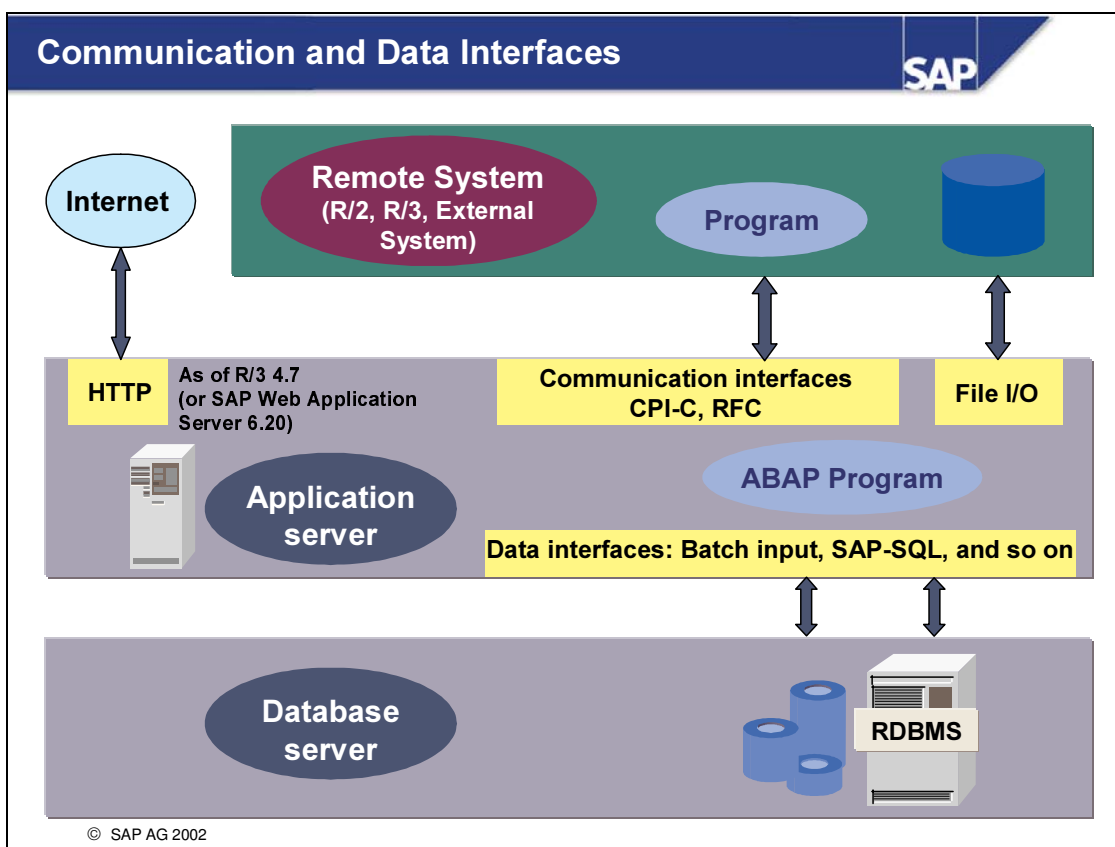 Communication and Data Interfaces
SAP
Internet
Remote System
(R/2, R/3, External
System)
Program
HTTP
As of R/3 4.7
(or SAP Web Application
Server 6.20)
Communication interfaces
CPI-C, RFC
File I/O
Application
server
ABAP Program
Data interfaces: Batch input, SAP-SQL, and so on
Database
server
RDBMS
© SAP AG 2002